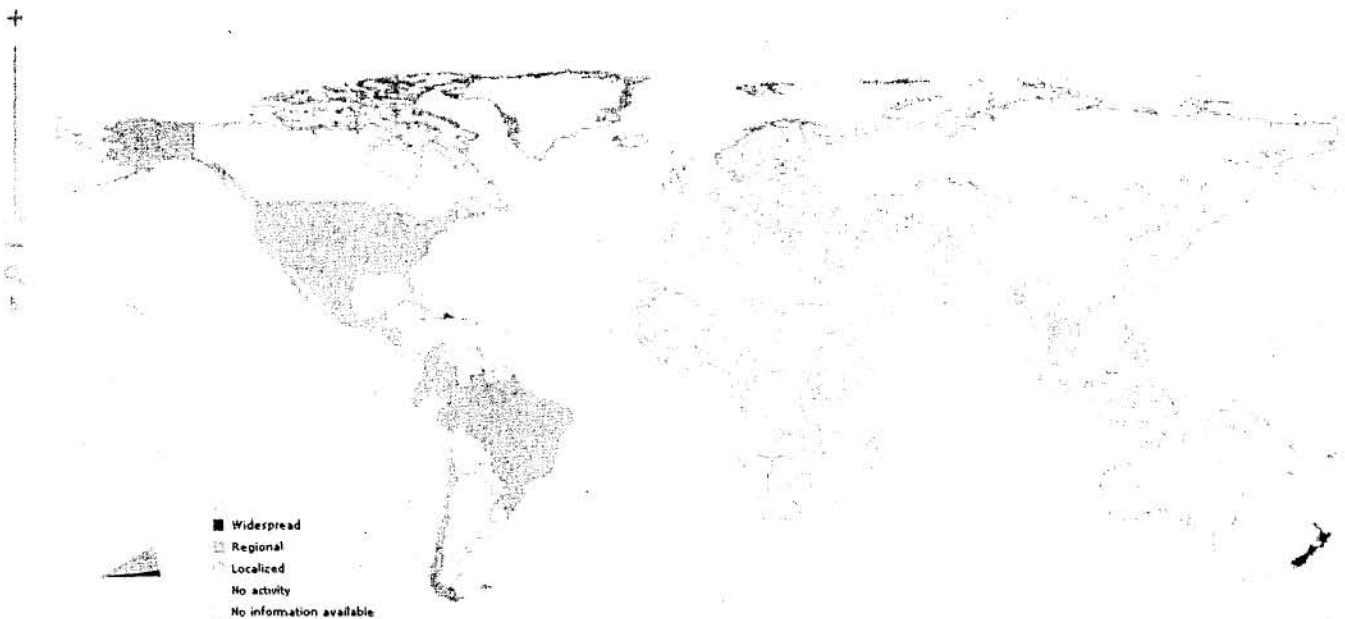 Widespread
Regional
Localized
No activity
No information available